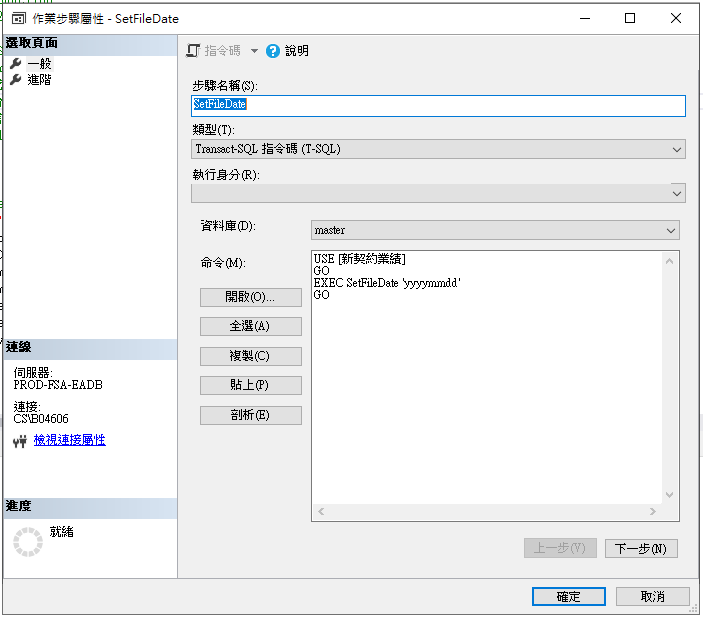 作業步驟屬性 - SetFileDate
選取頁面
一般
進階
指令碼
說明
步驟名稱(S):
SetFileDate
類型(T):
Transact-SQL 指令碼 (T-SQL)
執行身分(R):
資料庫(D):
master
命令(M):
開啟(O)...
全選(A)
複製(C)
貼上(P)
剖析(E)
USE [新契約業績]
GO
EXEC SetFileDate 'yyyymmdd'
GO
連線
伺服器:
PROD-FSA-EADB
連接:
CS\B04606
檢視連接屬性
進度
就緒
上一步(V)
下一步(N)
確定
取消